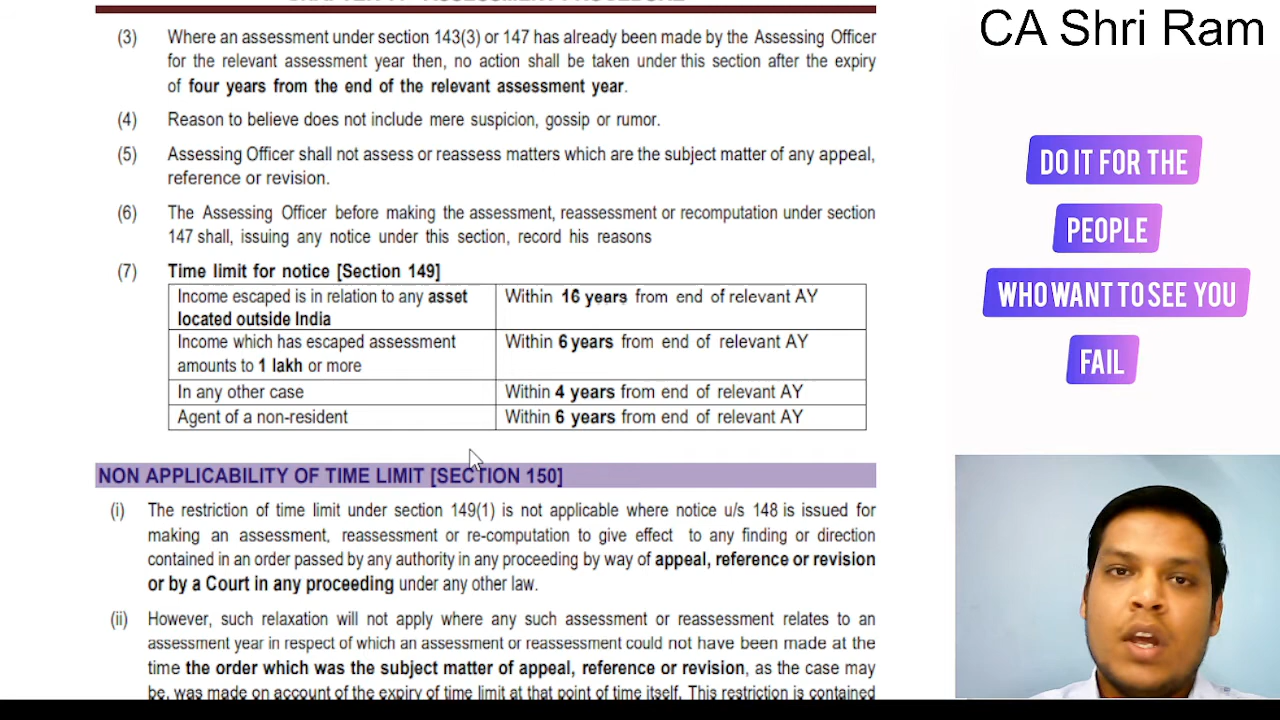 CA Shri Ram
(3) Where an assessment under section 143(3) or 147 has already been made by the Assessing Officer
for the relevant assessment year then, no action shall be taken under this section after the expiry
of four years from the end of the relevant assessment year.
(4) Reason to believe does not include mere suspicion, gossip or rumor.
(5) Assessing Officer shall not assess or reassess matters which are the subject matter of any appeal,
reference or revision.
(6) The Assessing Officer before making the assessment, reassessment or recomputation under section
147 shall, issuing any notice under this section, record his reasons
(7) Time limit for notice [Section 149]
Income escaped is in relation to any asset
located outside India
Within 16 years from end of relevant AY
Income which has escaped assessment
amounts to 1 lakh or more
Within 6 years from end of relevant AY
In any other case
Within 4 years from end of relevant AY
Agent of a non-resident
Within 6 years from end of relevant AY
NON APPLICABILITY OF TIME LIMIT [SECTION 150]
(i) The restriction of time limit under section 149(1) is not applicable where notice u/s 148 is issued for
making an assessment, reassessment or re-computation to give effect to any finding or direction
contained in an order passed by any authority in any proceeding by way of appeal, reference or revision
or by a Court in any proceeding under any other law.
(ii) However, such relaxation will not apply where any such assessment or reassessment relates to an
assessment year in respect of which an assessment or reassessment could not have been made at the
time the order which was the subject matter of appeal, reference or revision, as the case may
be, was made on account of the expiry of time limit at that point of time itself. This restriction is contained
DO IT FOR THE
PEOPLE
WHO WANT TO SEE YOU
FAIL